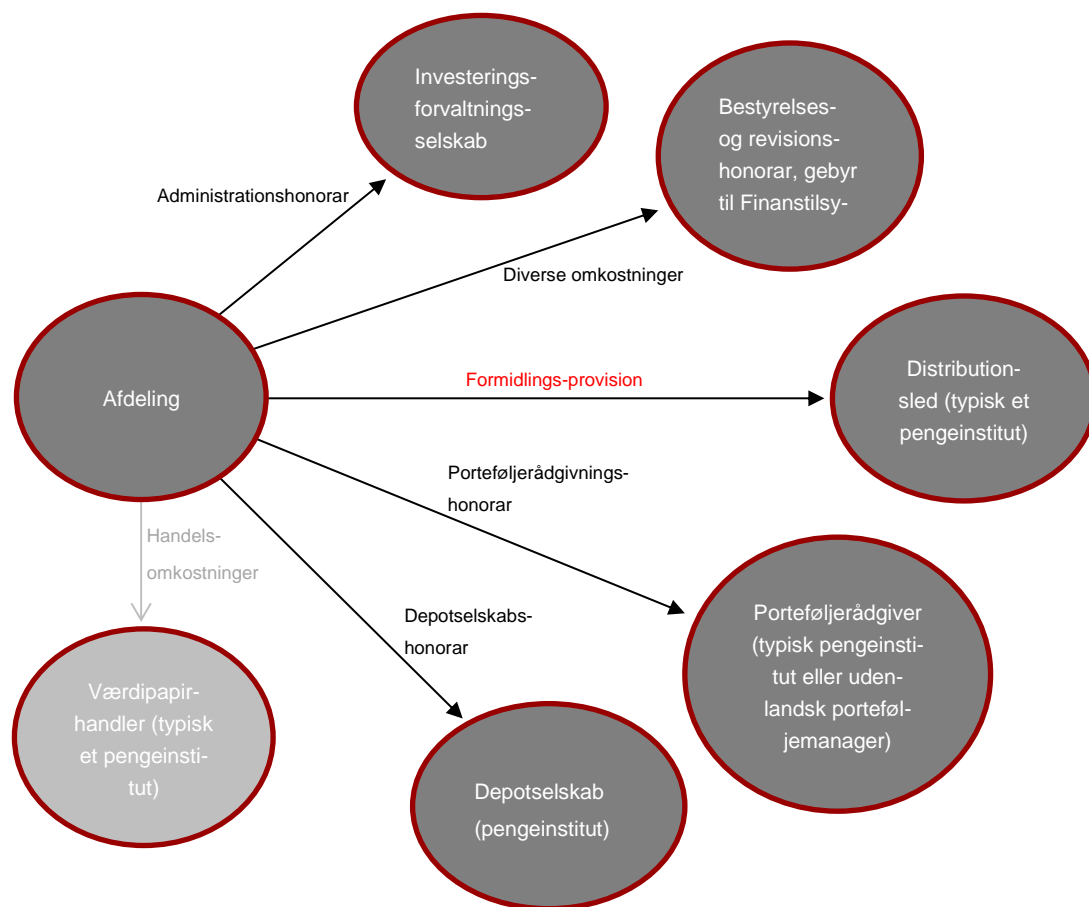 Investerings-
forvaltnings-
selskab
Bestyrelses-
og revisions-
honorar, gebyr
til Finanstilsy-
Administrationshonorar
Diverse omkostninger
Afdeling
Formidlings-provision
Distribution-
sled (typisk et
pengeinstitut)
Porteføljerådgivnings-
honorar
Handels-
omkostninger
Depotselskabs-
honorar
Porteføljerådgiver
(typisk pengeinsti-
tut eller uden-
landsk porteføl-
jemanager)
Værdipapir-
handler (typisk
et pengeinsti-
tut)
Depotselskab
(pengeinstitut)